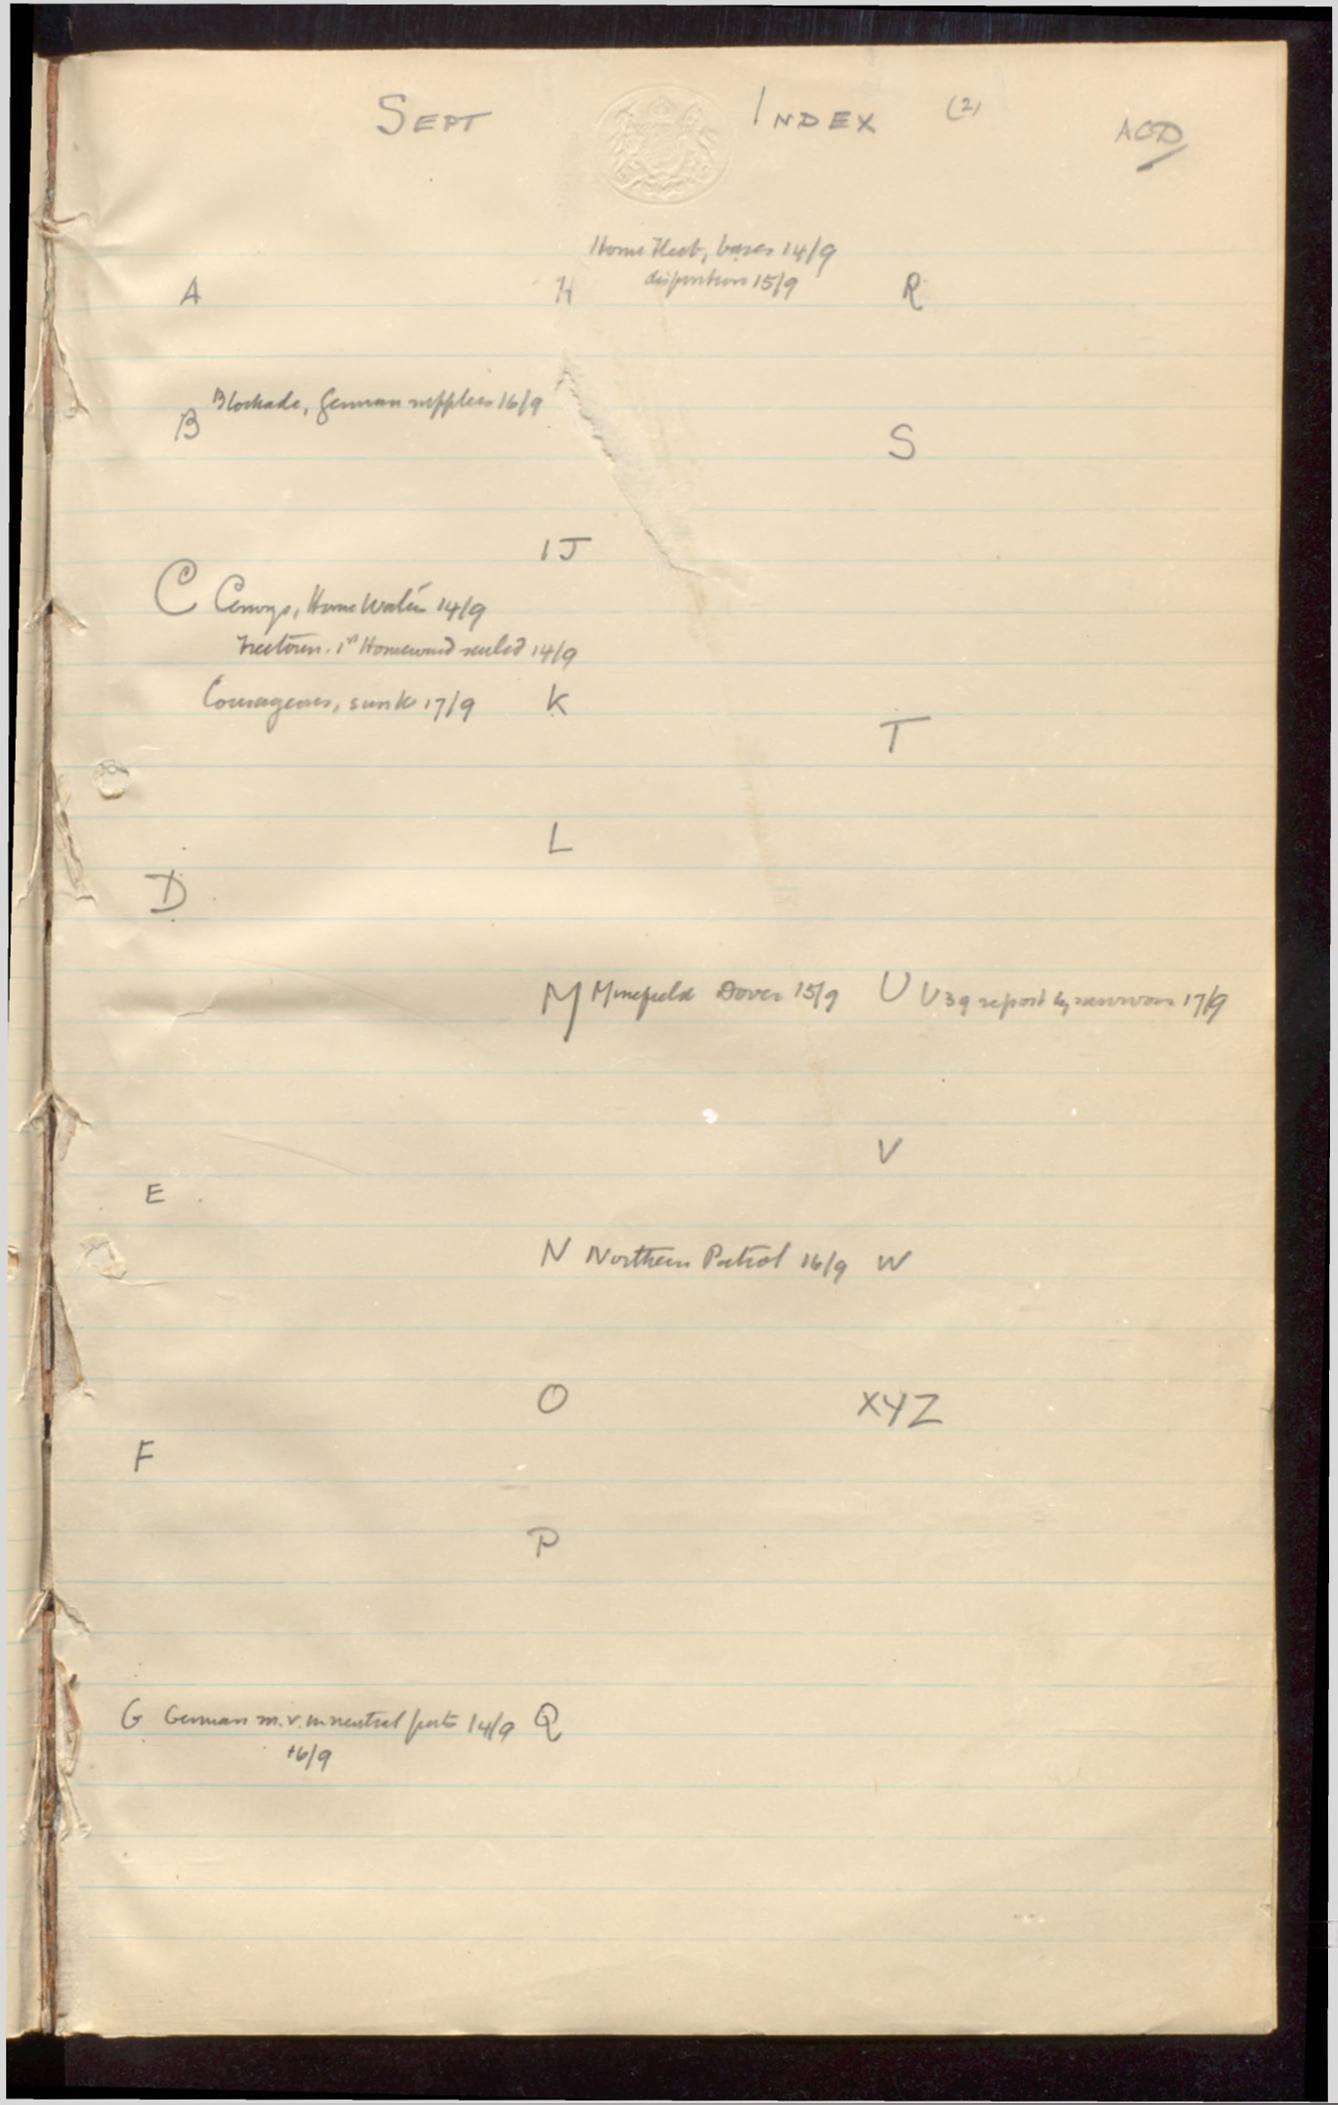 SEPT INDEX (2) ACD
Home Fleet, bases 14/9
dispositions 15/9
A
H
R
Blockade, German supplies 16/9
B
S
IJ
C Convoys, Home Waters 14/9
Freetown. 1st Homeward sailed 14/9
Courageous, sunk 17/9
K
T
L
D
M Minefield Dover 15/9
U U39 report by survivors 17/9
V
E
N Northern Patrol 16/9
W
O
XYZ
F
P
G German m.v. in neutral ports 14/9
16/9
Q